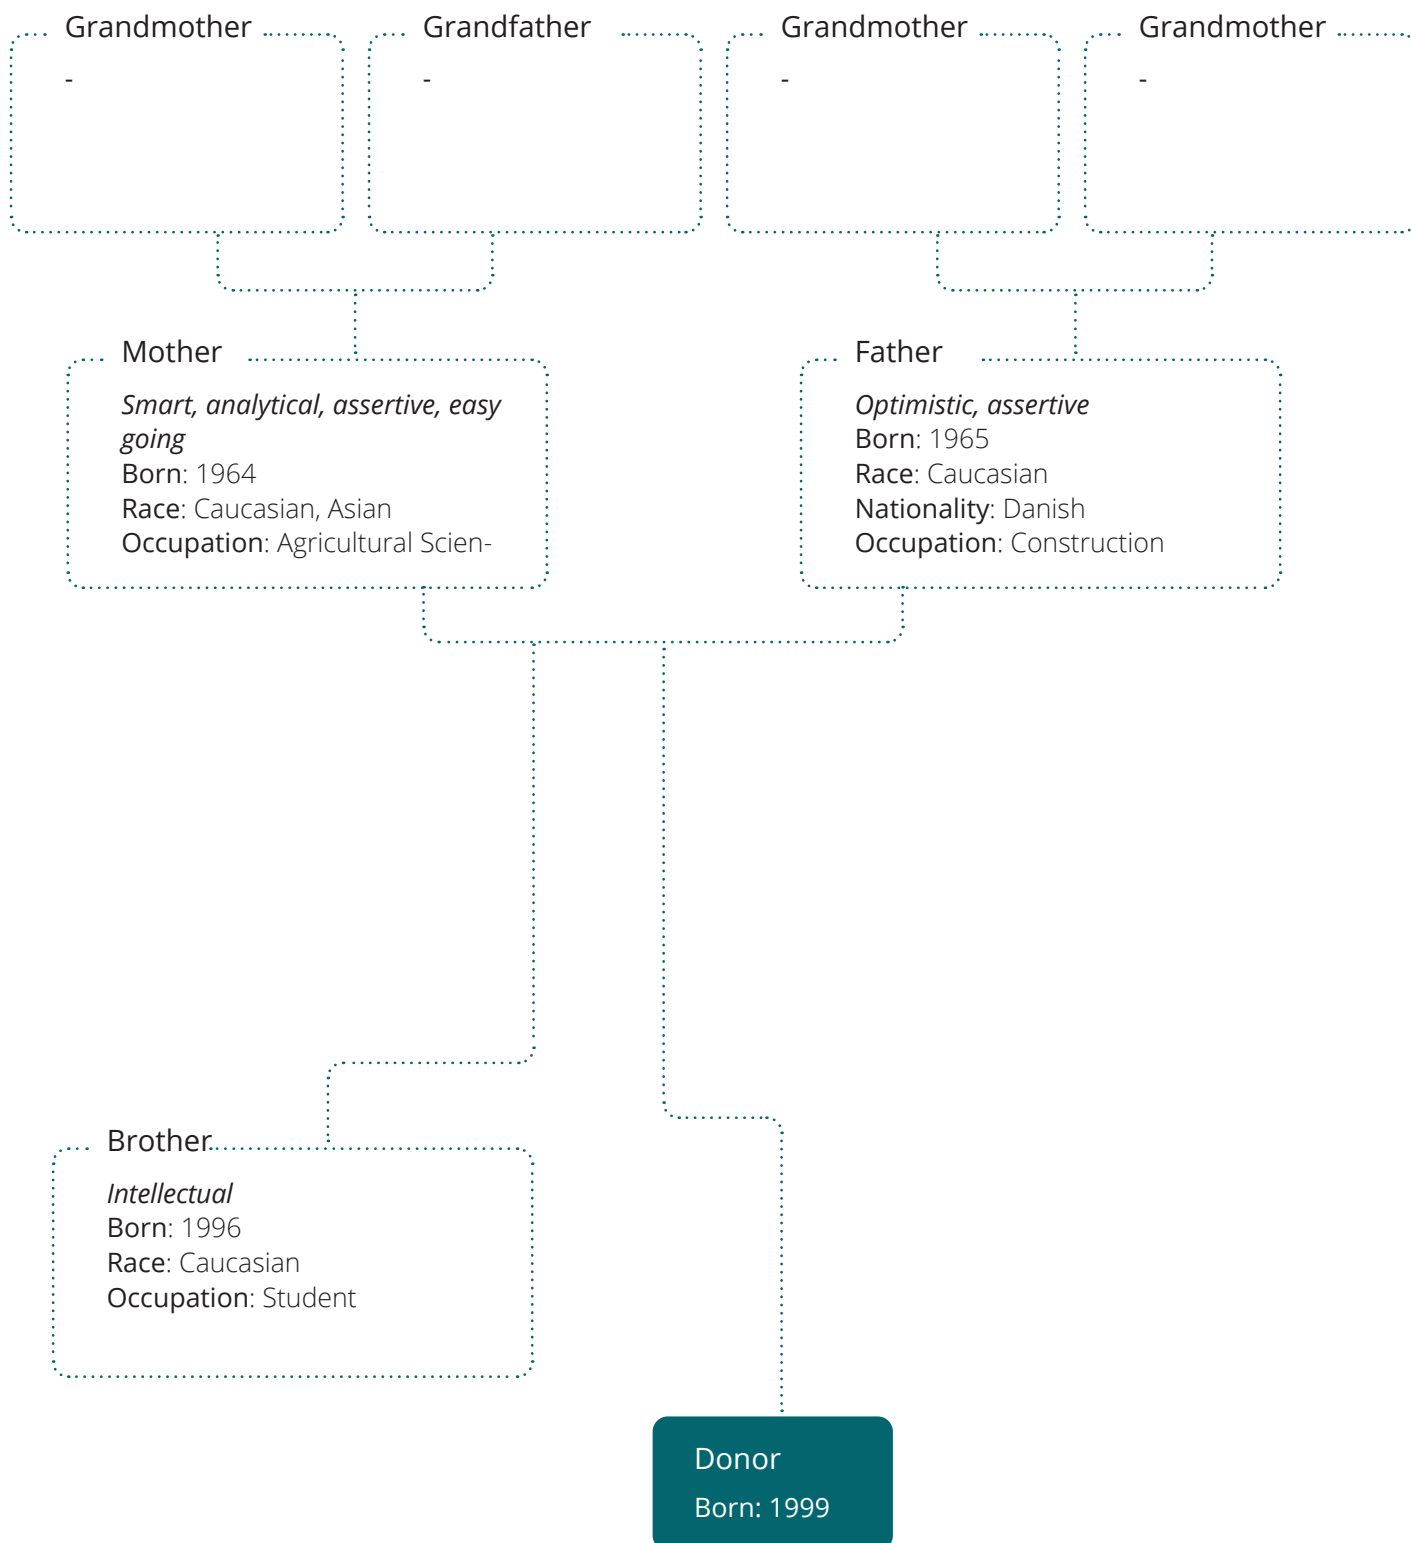 Grandmother
-
Grandfather
-
Grandmother
-
Grandmother
-
Mother
Smart, analytical, assertive, easy
going
Born: 1964
Race: Caucasian, Asian
Occupation: Agricultural Scien-
Father
Optimistic, assertive
Born: 1965
Race: Caucasian
Nationality: Danish
Occupation: Construction
Brother
Intellectual
Born: 1996
Race: Caucasian
Occupation: Student
Donor
Born: 1999